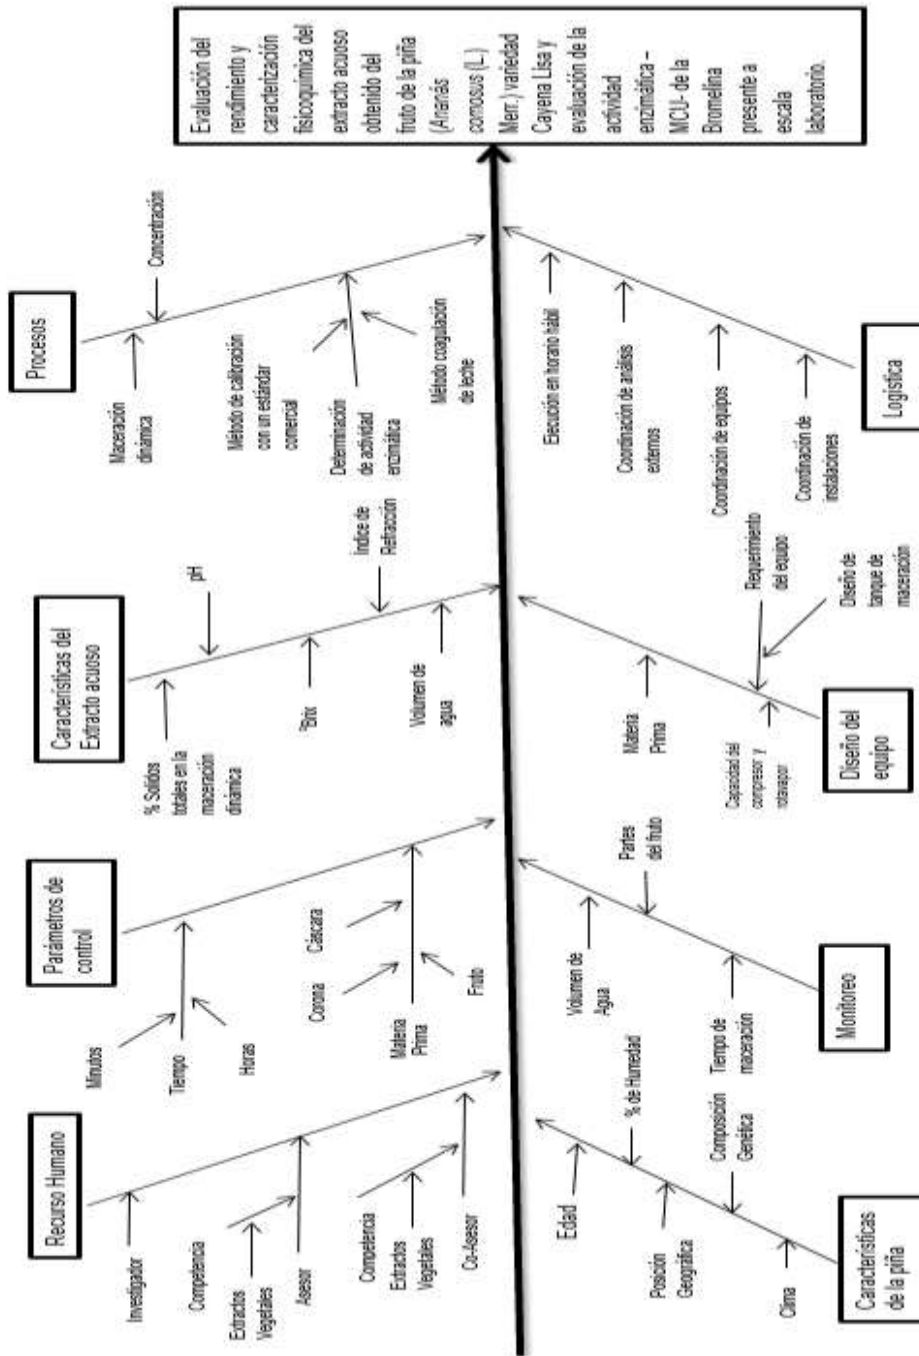 Recurso Humano
Investigador
Competencia
Extractos
Vegetales
Asesor
Competencia
Extractos
Vegetales
Co-Asesor
Parámetros de
control
Minutos
Tiempo
Horas
Corona
Cáscara
Materia
Prima
Fruto
Características del
Extracto acuoso
% Solidos
totales en la
maceración
dinámica
pH
°Brix
Índice de
Refracción
Volumen de
agua
Procesos
Maceración
dinámica
Concentración
Método de calibración
con un estándar
comercial
Determinación
de actividad
enzimática
Método coagulación
de leche
Evaluación del
rendimiento y
caracterización
fisicoquímica del
extracto acuoso
obtenido del
fruto de la piña
(Ananás
comosus (L.)
Merr.) variedad
Cayena Lisa y
evaluación de la
actividad
enzimática –
MCU- de la
Bromelina
presente a
escala
laboratorio.
Edad
% de Humedad
Posición
Geográfica
Composición
Genética
Clima
Características
de la piña
Volumen de
Agua
Partes
del fruto
Tiempo de
maceración
Monitoreo
Materia
Prima
Requerimiento
del equipo
Capacidad del
compresor y
rotavapor
Diseño de
tanque de
maceración
Diseño del
equipo
Ejecución en horario hábil
Coordinación de análisis
externos
Coordinación de equipos
Coordinación de
instalaciones
Logística